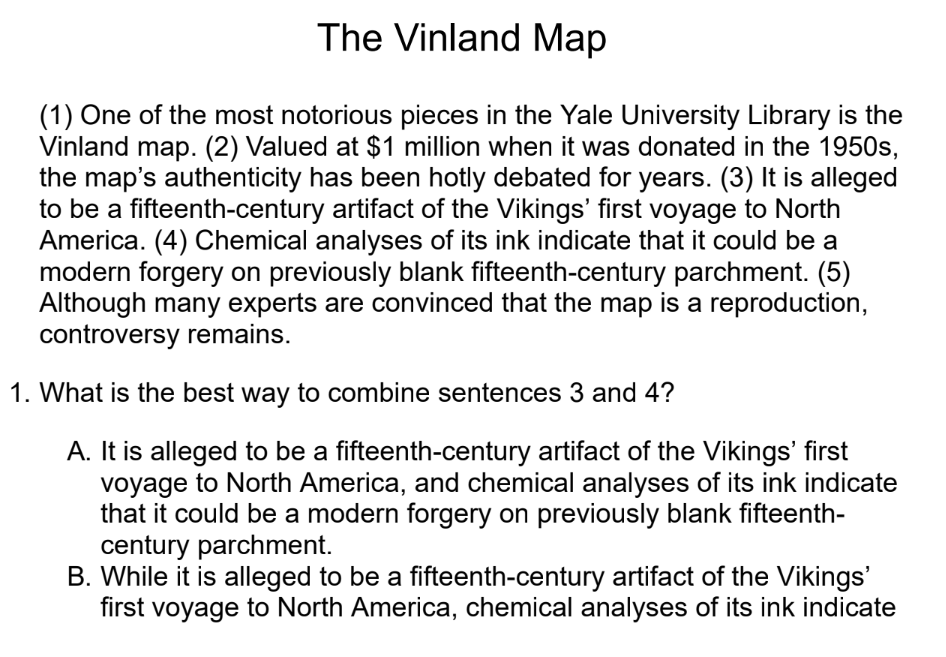 The Vinland Map
(1) One of the most notorious pieces in the Yale University Library is the
Vinland map. (2) Valued at $1 million when it was donated in the 1950s,
the map’s authenticity has been hotly debated for years. (3) It is alleged
to be a fifteenth-century artifact of the Vikings’ first voyage to North
America. (4) Chemical analyses of its ink indicate that it could be a
modern forgery on previously blank fifteenth-century parchment. (5)
Although many experts are convinced that the map is a reproduction,
controversy remains.
1. What is the best way to combine sentences 3 and 4?
A. It is alleged to be a fifteenth-century artifact of the Vikings’ first
voyage to North America, and chemical analyses of its ink indicate
that it could be a modern forgery on previously blank fifteenth-
century parchment.
B. While it is alleged to be a fifteenth-century artifact of the Vikings’
first voyage to North America, chemical analyses of its ink indicate